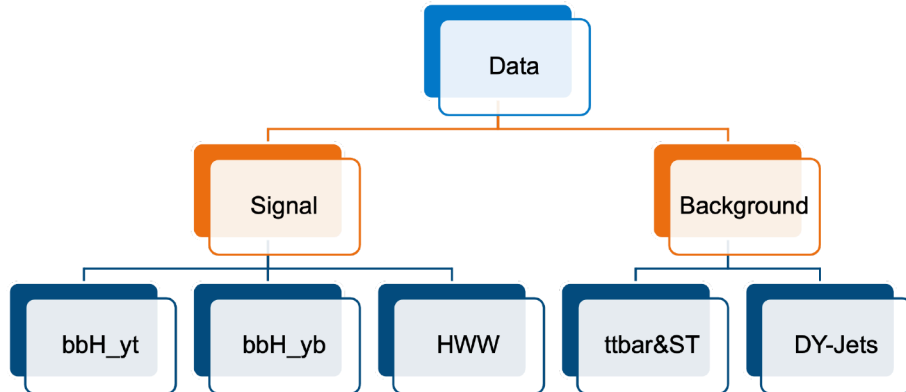 Data
Signal
Background
bbH_yt
bbH_yb
HWW
ttbar&ST
DY-Jets